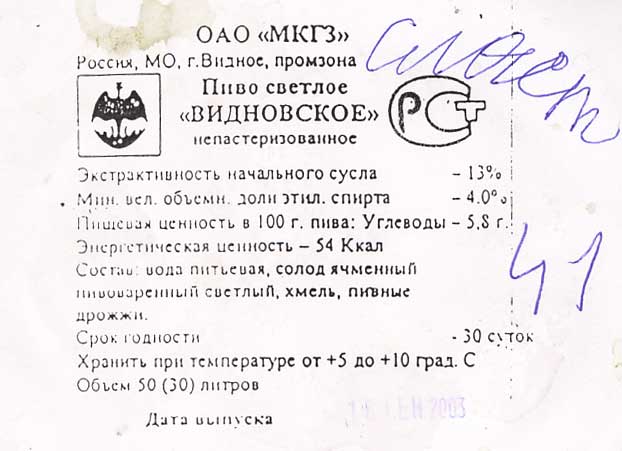 ОАО «МКГЗ»
Россия, МО, г.Видное, промзона
Пиво светлое
«ВИДНОВСКОЕ»
непастеризованное
РСТ
Экстрактивность начального сусла – 13%
Мин. вел. объемн. доли этил. спирта – 4.0%
Пищевая ценность в 100 г. пива: Углеводы – 5,8 г.
Энергетическая ценность – 54 Ккал
Состав: вода питьевая, солод ячменный
пивоваренный светлый, хмель, пивные
дрожжи.
Срок годности - 30 суток
Хранить при температуре от +5 до +10 град. С
Объем 50 (30) литров
Дата выпуска 2003
41